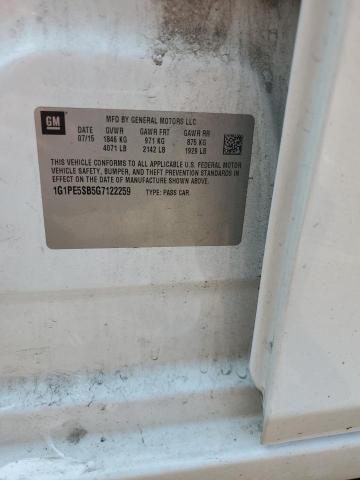 GM
MFD BY GENERAL MOTORS LLC
DATE GVWR GAWR FRT GAWR RR
07/15 1846 KG 971 KG 875 KG
4071 LB 2142 LB 1929 LB
THIS VEHICLE CONFORMS TO ALL APPLICABLE U.S. FEDERAL MOTOR
VEHICLE SAFETY, BUMPER, AND THEFT PREVENTION STANDARDS IN
EFFECT ON THE DATE OF MANUFACTURE SHOWN ABOVE.
1G1PE5SB5G7122259 TYPE: PASS CAR